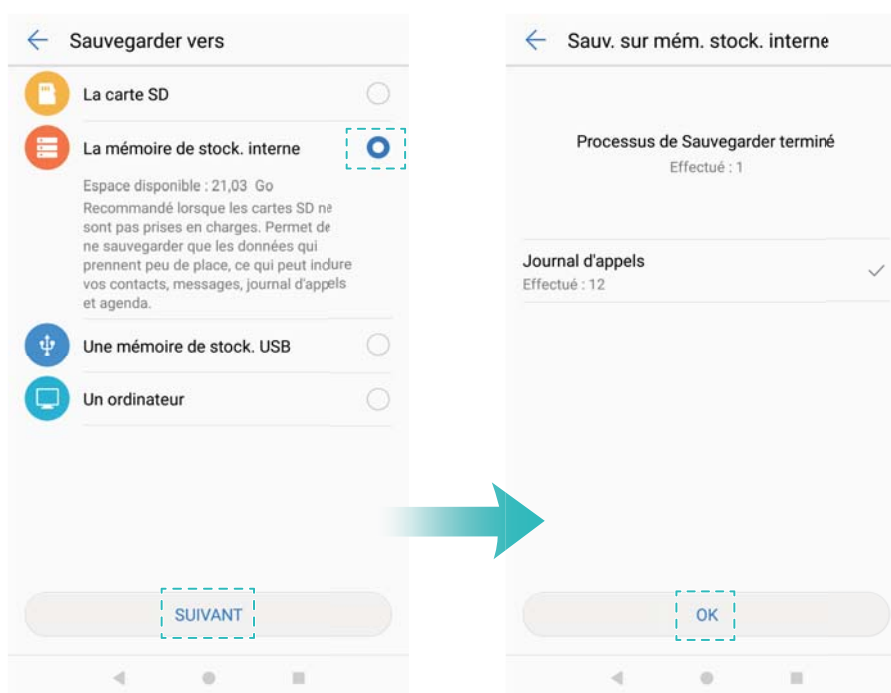 Sauvegarder vers
La carte SD
La mémoire de stock. interne
Espace disponible : 21,03 Go
Recommandé lorsque les cartes SD ne
sont pas prises en charges. Permet de
ne sauvegarder que les données qui
prennent peu de place, ce qui peut indure
vos contacts, messages, journal d'appels
et agenda.
Une mémoire de stock. USB
Un ordinateur
SUIVANT
Sauv. sur mém. stock. interne
Processus de Sauvegarder terminé
Effectué : 1
Journal d'appels
Effectué : 12
OK